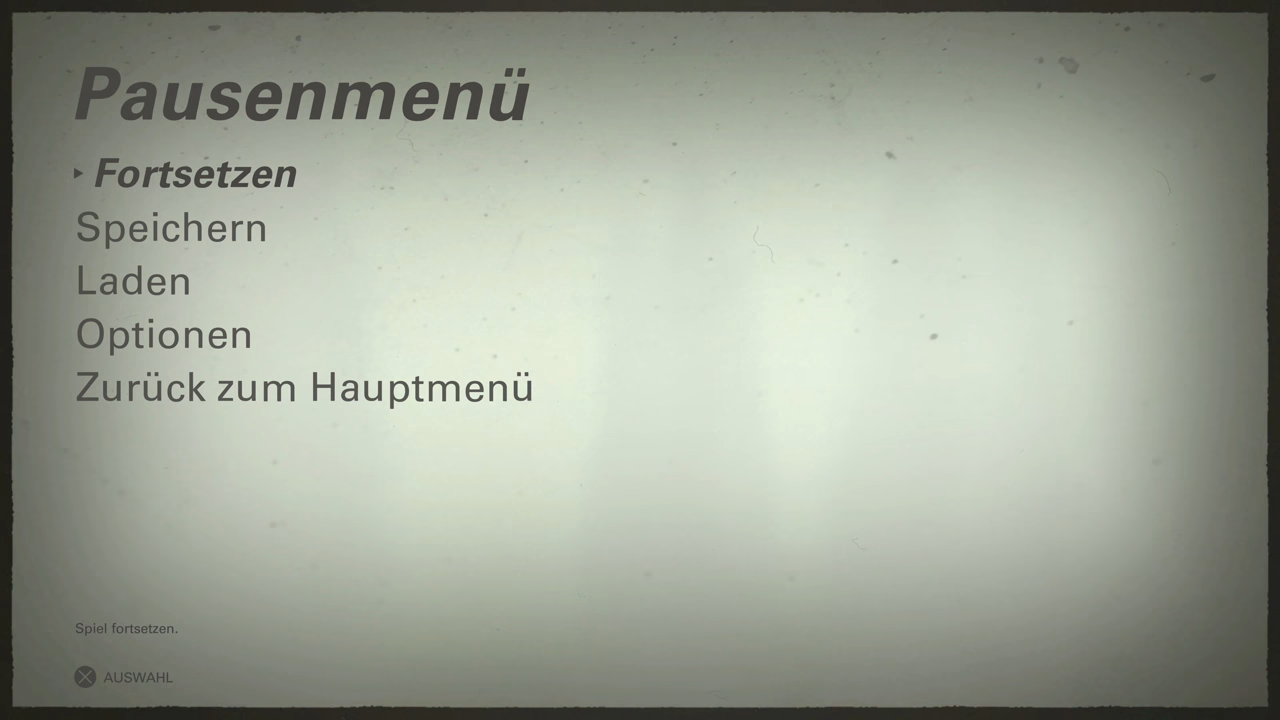 Pausenmenü
Fortsetzen
Speichern
Laden
Optionen
Zurück zum Hauptmenü
Spiel fortsetzen.
AUSWAHL